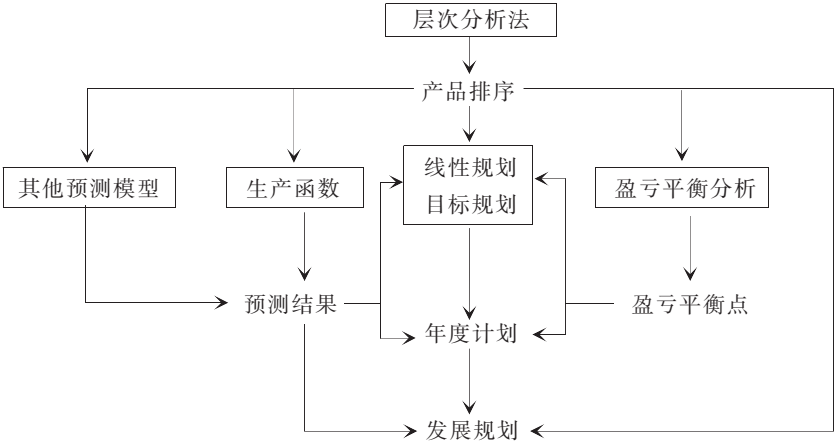 层次分析法
产品排序
其他预测模型
生产函数
线性规划
目标规划
盈亏平衡分析
预测结果
盈亏平衡点
年度计划
发展规划